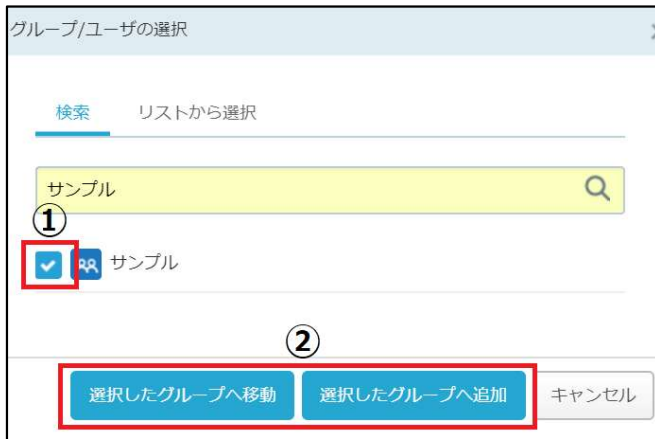 グループ/ユーザの選択
検索 リストから選択
サンプル
①
サンプル
②
選択したグループへ移動 選択したグループへ追加 キャンセル